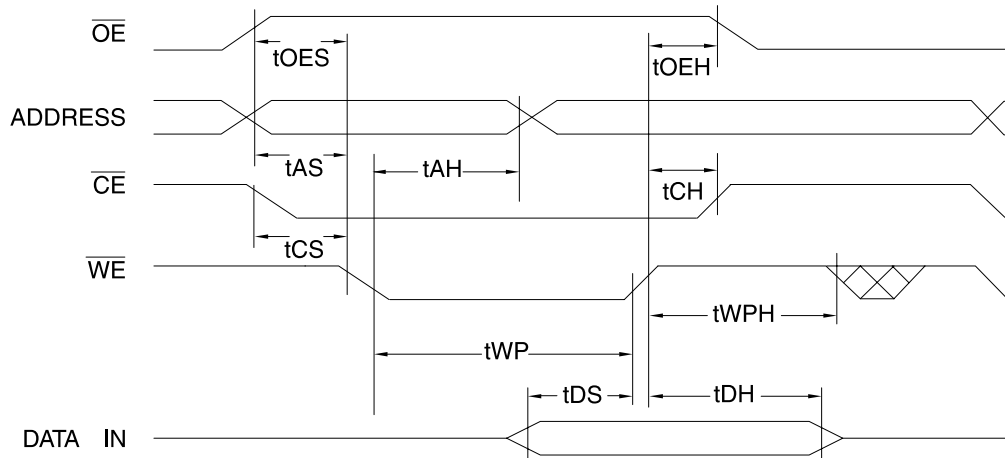 OE
tOES
tOEH
ADDRESS
tAS
tAH
CE
tCH
tCS
WE
tWPH
tWP
tDS
tDH
DATA IN